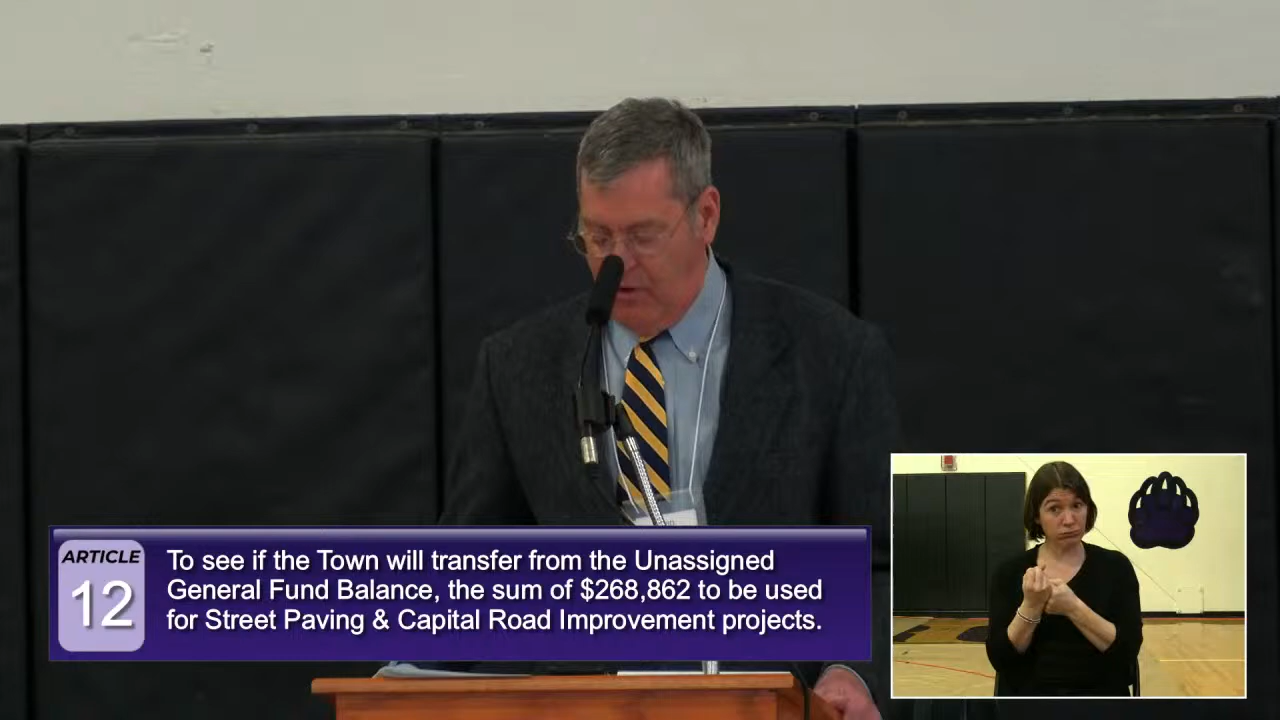 ARTICLE
12
To see if the Town will transfer from the Unassigned
General Fund Balance, the sum of $268,862 to be used
for Street Paving & Capital Road Improvement projects.